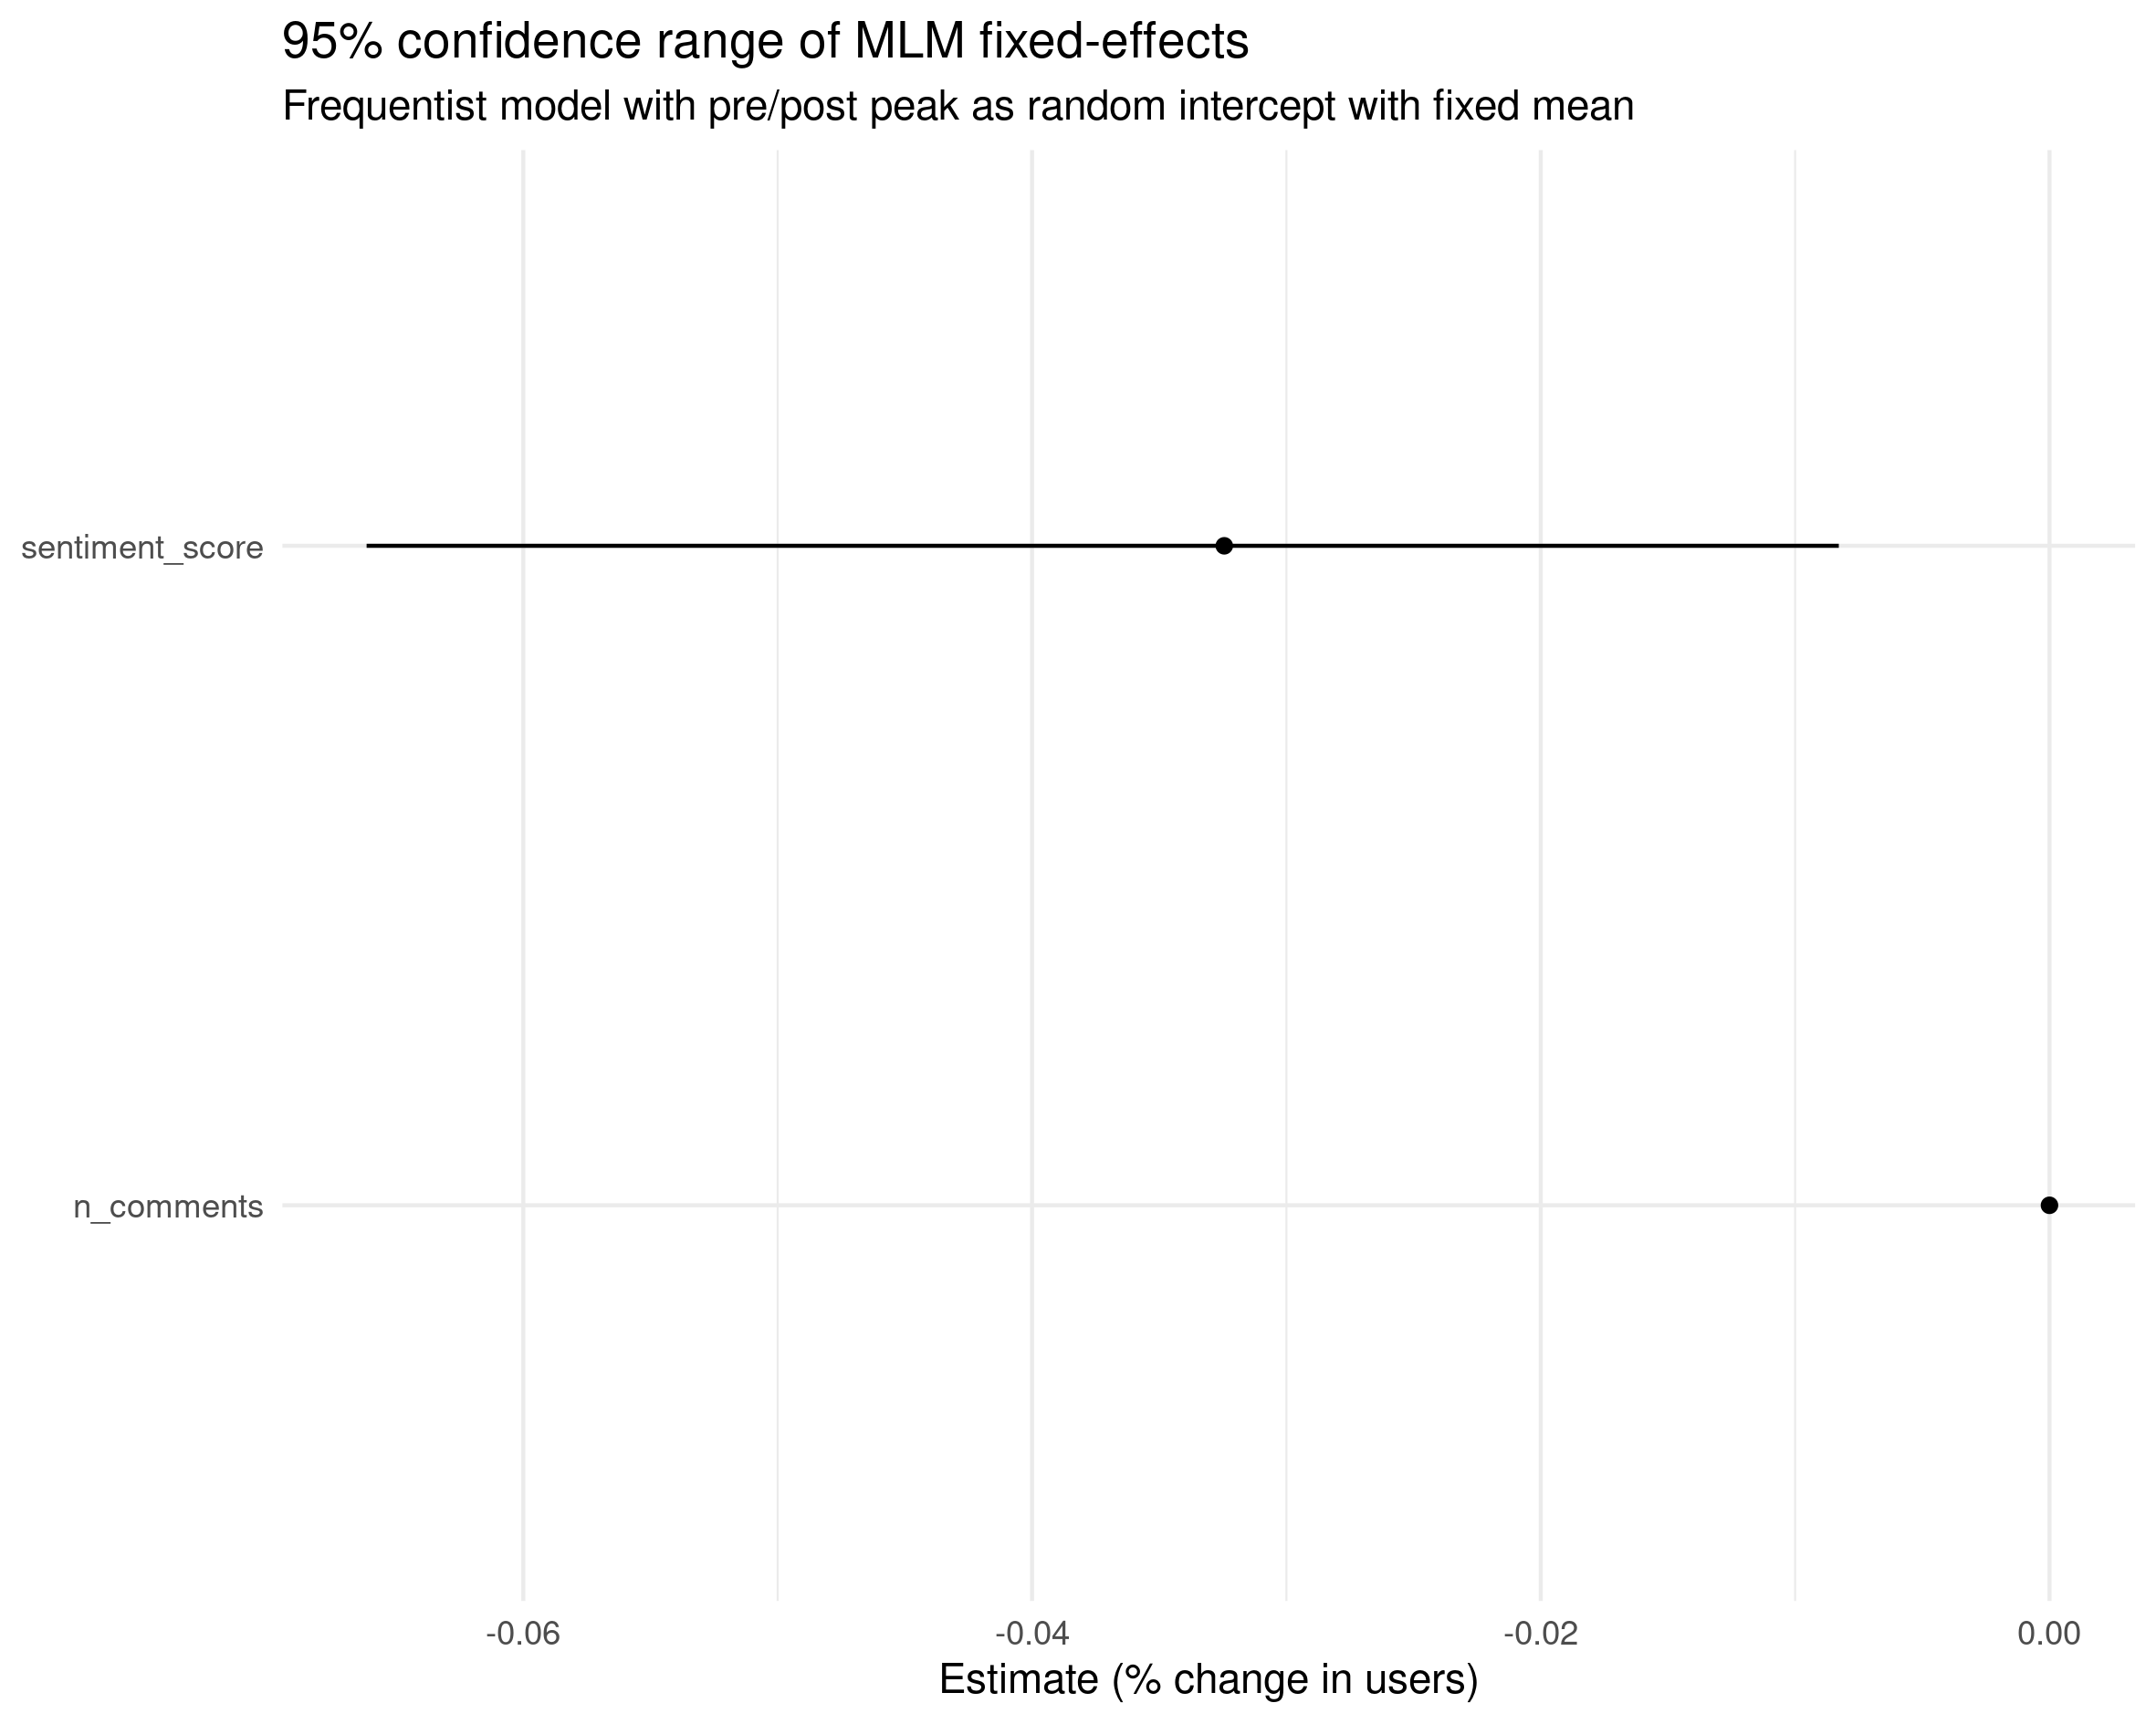 95% confidence range of MLM fixed-effects
Frequentist model with pre/post peak as random intercept with fixed mean
sentiment_score
n_comments
-0.06 -0.04 -0.02 0.00
Estimate (% change in users)